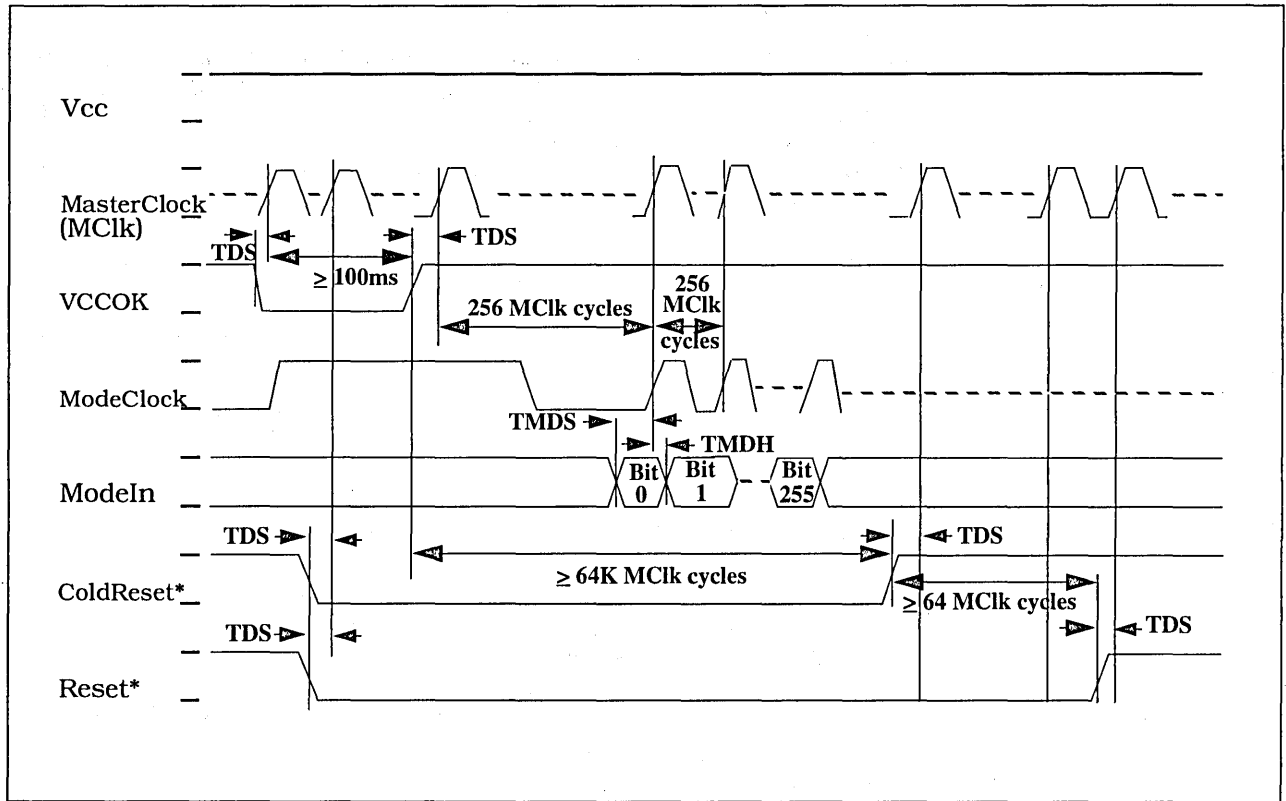 Vcc
MasterClock
(MClk)
TDS
TDS
≥ 100ms
VCCOK
256 MClk cycles
256
MClk
cycles
ModeClock
TMDS
TMDH
ModeIn
Bit
0
Bit
1
Bit
255
TDS
TDS
ColdReset*
≥ 64K MClk cycles
≥ 64 MClk cycles
TDS
TDS
Reset*